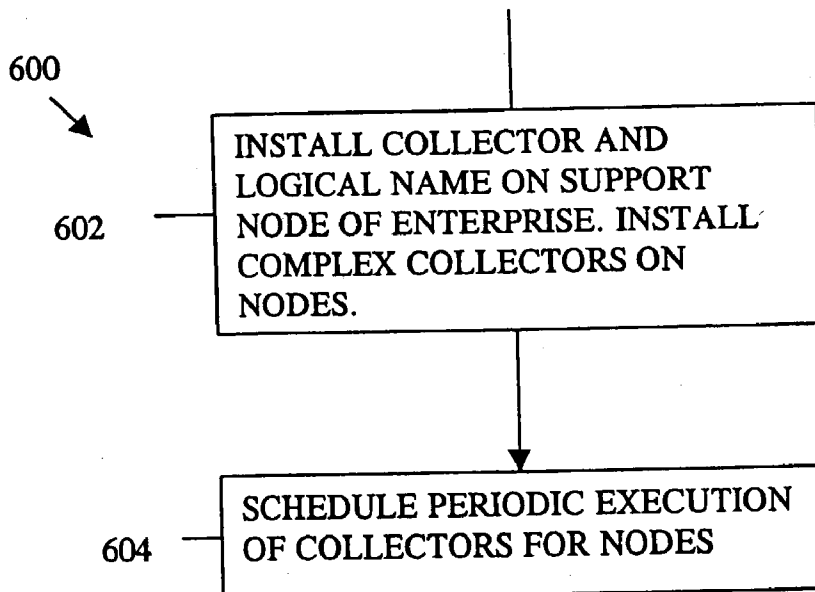 600
INSTALL COLLECTOR AND
LOGICAL NAME ON SUPPORT
NODE OF ENTERPRISE. INSTALL
COMPLEX COLLECTORS ON
NODES.
602
SCHEDULE PERIODIC EXECUTION
OF COLLECTORS FOR NODES
604